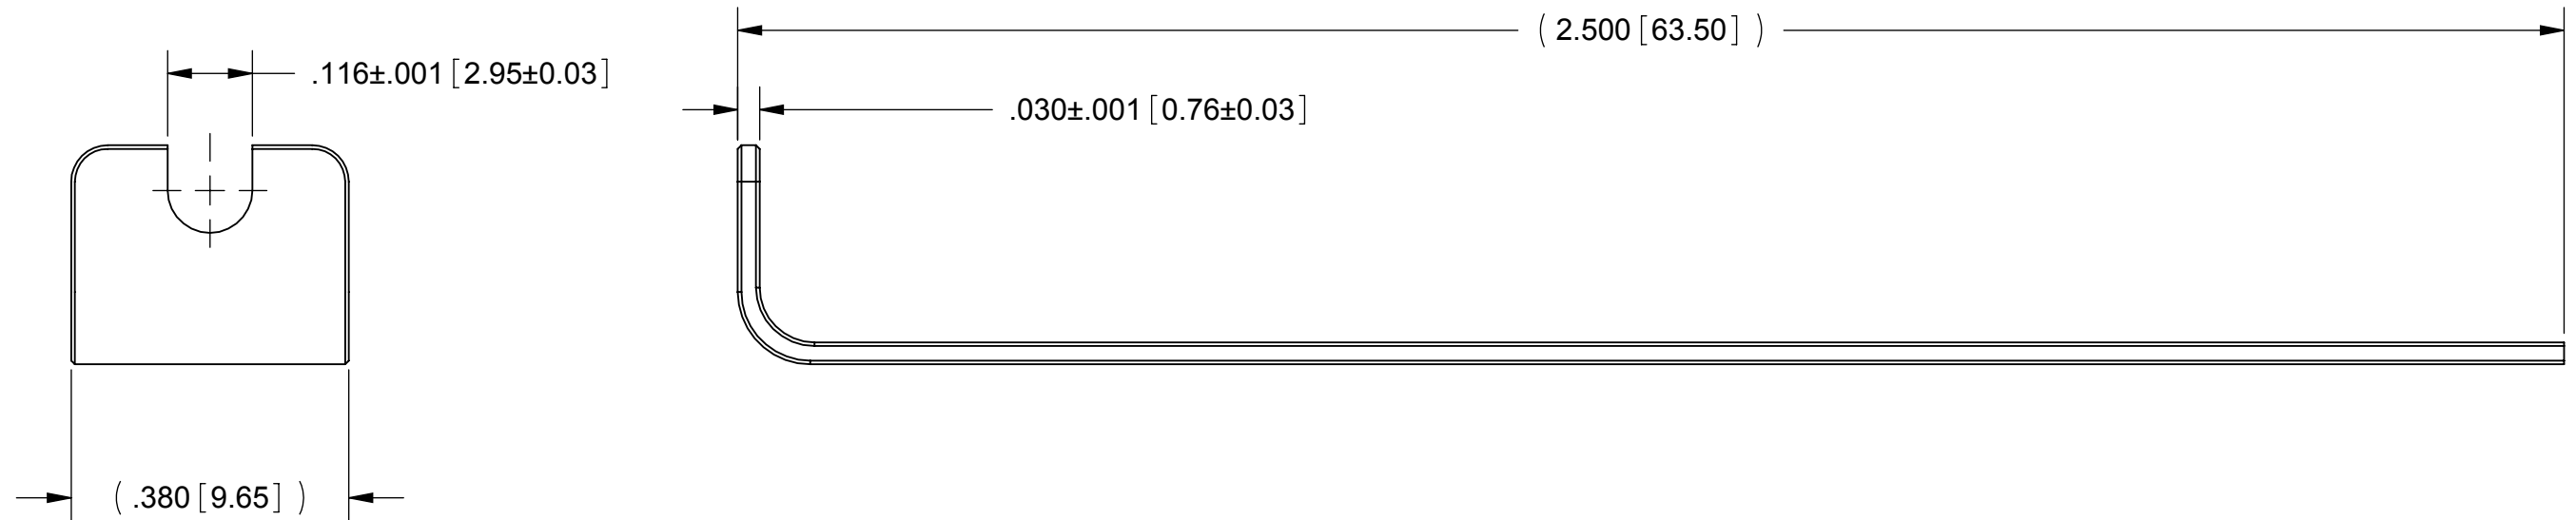 ( 2.500 [63.50] )
.116±.001 [2.95±0.03]
.030±.001 [0.76±0.03]
( .380 [9.65] )